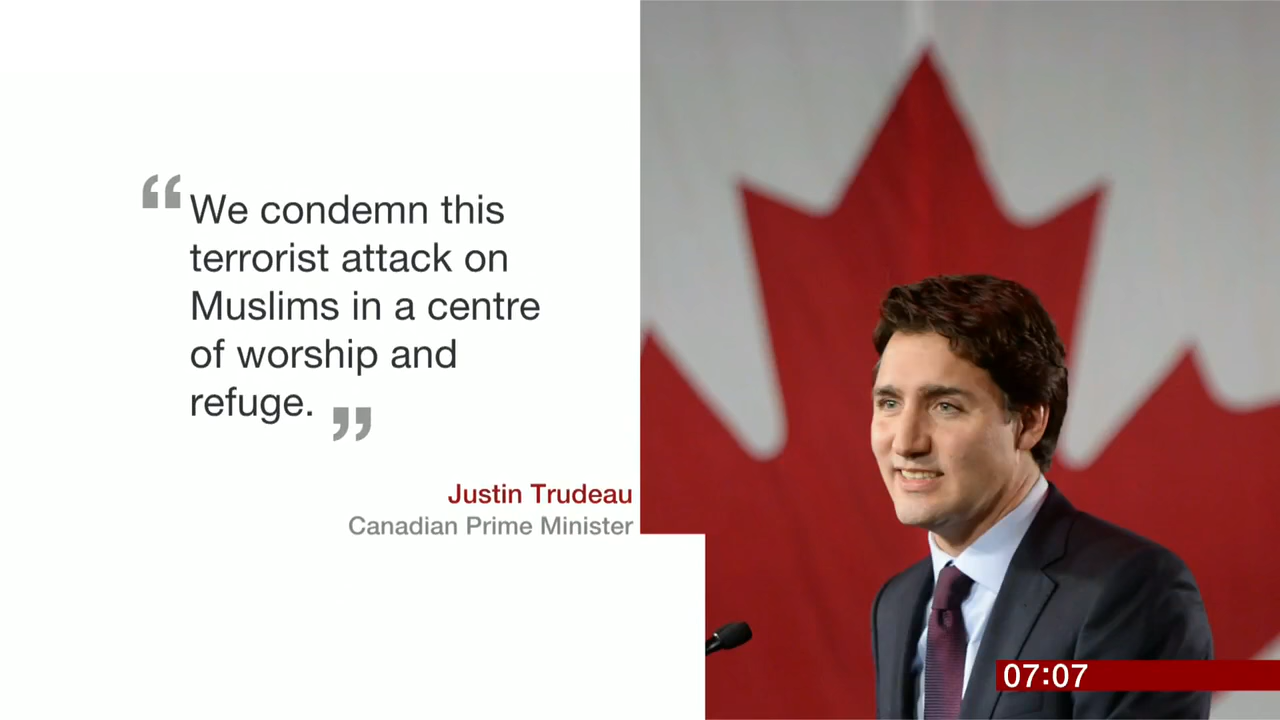 “We condemn this
terrorist attack on
Muslims in a centre
of worship and
refuge.”
Justin Trudeau
Canadian Prime Minister
07:07